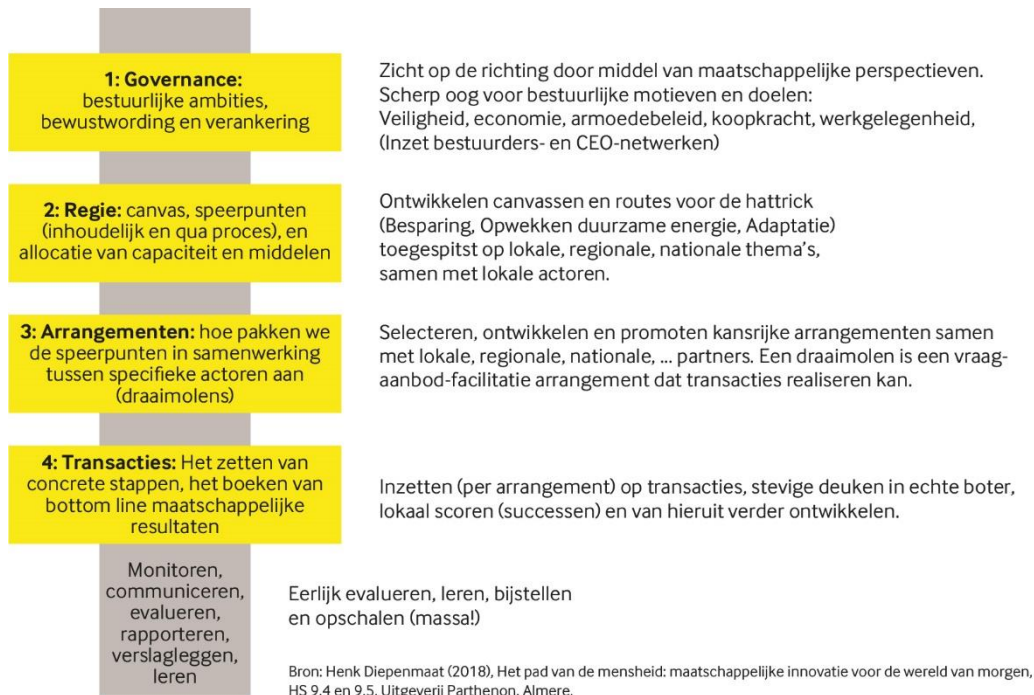 1: Governance:
bestuurlijke ambities,
bewustwording en verankering
Zicht op de richting door middel van maatschappelijke perspectieven.
Scherp oog voor bestuurlijke motieven en doelen:
Veiligheid, economie, armoedebeleid, koopkracht, werkgelegenheid,
(Inzet bestuurders- en CEO-netwerken)
2: Regie: canvas, speerpunten
(inhoudelijk en qua proces), en
allocatie van capaciteit en middelen
Ontwikkelen canvassen en routes voor de hattrick
(Besparing, Opwekken duurzame energie, Adaptatie)
toegespitst op lokale, regionale, nationale thema's,
samen met lokale actoren.
3: Arrangementen: hoe pakken we
de speerpunten in samenwerking
tussen specifieke actoren aan
(draaimolens)
Selecteren, ontwikkelen en promoten kansrijke arrangementen samen
met lokale, regionale, nationale, ... partners. Een draaimolen is een vraag-
aanbod-facilitatie arrangement dat transacties realiseren kan.
4: Transacties: Het zetten van
concrete stappen, het boeken van
bottom line maatschappelijke
resultaten
Inzetten (per arrangement) op transacties, stevige deuken in echte boter,
lokaal scoren (successen) en van hieruit verder ontwikkelen.
Monitoren,
communiceren,
evalueren,
rapporteren,
verslagleggen,
leren
Eerlijk evalueren, leren, bijstellen
en opschalen (massa!)
Bron: Henk Diepenmaat (2018), Het pad van de mensheid: maatschappelijke innovatie voor de wereld van morgen,
HS 9.4 en 9.5. Uitgeverij Parthenon, Almere.